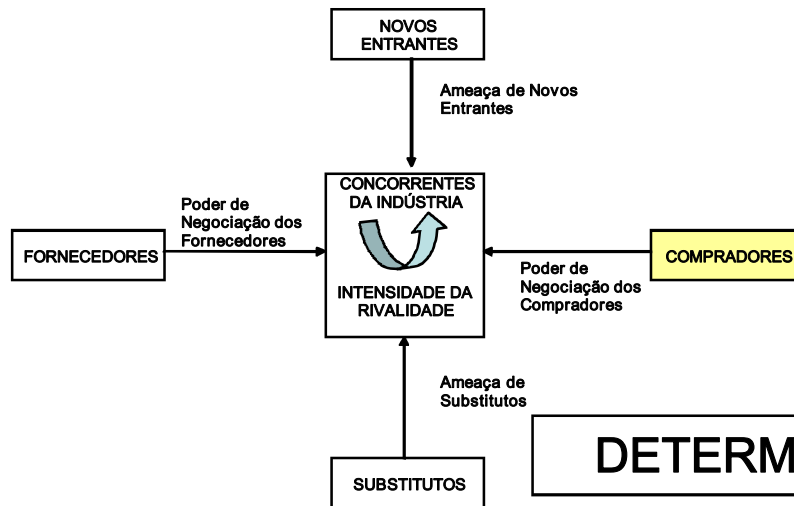 NOVOS
ENTRANTES
Ameaça de Novos
Entrantes
CONCORRENTES
DA INDÚSTRIA
Poder de
Negociação dos
Fornecedores
FORNECEDORES
COMPRADORES
Poder de
Negociação dos
Compradores
INTENSIDADE DA
RIVALIDADE
Ameaça de
Substitutos
SUBSTITUTOS
DETERM